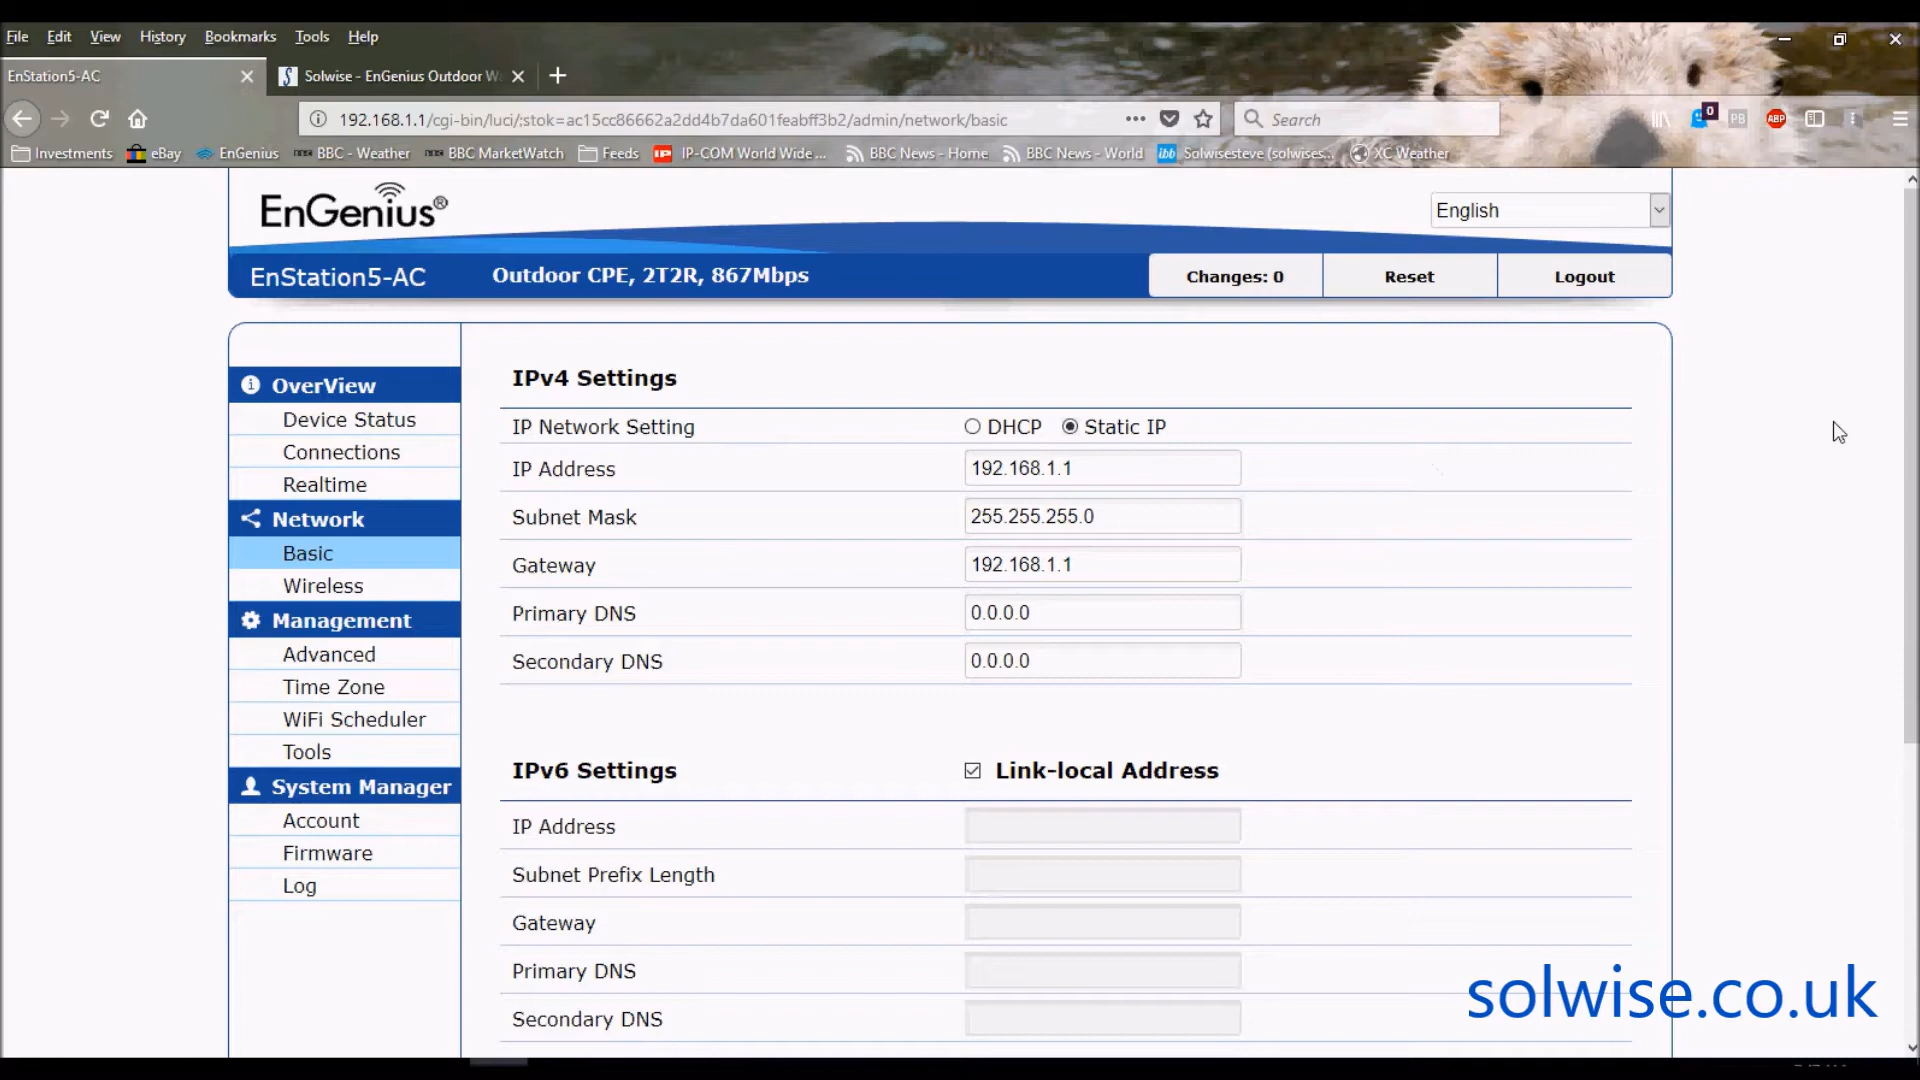 File Edit View History Bookmarks Tools Help
EnStation5-AC
Solwise - EnGenius Outdoor W
192.168.1.1/cgi-bin/luci/;stok=ac15cc86662a2dd4b7da601feabff3b2/admin/network/basic
Search
0
PB
ABP
Investments eBay EnGenius BBC - Weather BBC MarketWatch Feeds IP IP-COM World Wide ... BBC News - Home BBC News - World ibb Solwisesteve (solwises... XC Weather
EnGenius®
English
EnStation5-AC Outdoor CPE, 2T2R, 867Mbps Changes: 0 Reset Logout
OverView
Device Status
Connections
Realtime
Network
Basic
Wireless
Management
Advanced
Time Zone
WiFi Scheduler
Tools
System Manager
Account
Firmware
Log
IPv4 Settings
IP Network Setting DHCP Static IP
IP Address 192.168.1.1
Subnet Mask 255.255.255.0
Gateway 192.168.1.1
Primary DNS 0.0.0.0
Secondary DNS 0.0.0.0
IPv6 Settings Link-local Address
IP Address
Subnet Prefix Length
Gateway
Primary DNS
Secondary DNS
solwise.co.uk